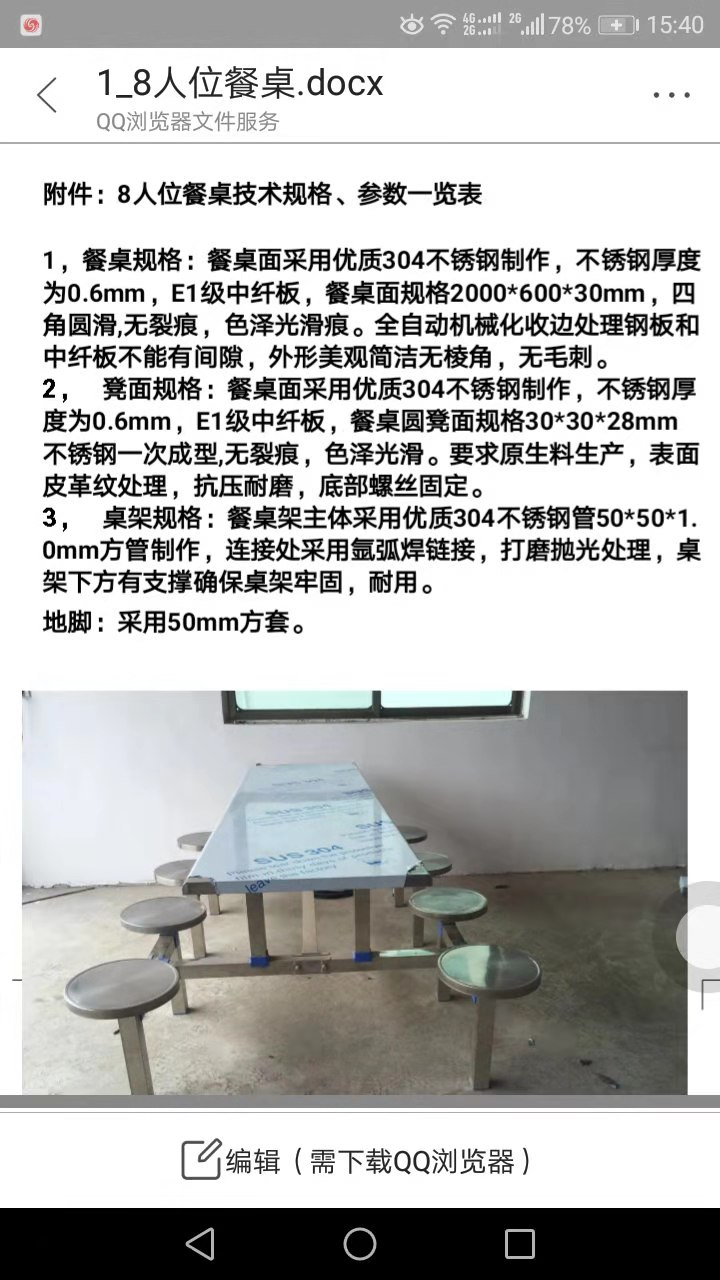 4G 2G 2G 78% 15:40
1_8人位餐桌.docx
QQ浏览器文件服务
附件：8人位餐桌技术规格、参数一览表
1，餐桌规格：餐桌面采用优质304不锈钢制作，不锈钢厚度
为0.6mm，E1级中纤板，餐桌面规格2000*600*30mm，四
角圆滑,无裂痕，色泽光滑痕。全自动机械化收边处理钢板和
中纤板不能有间隙，外形美观简洁无棱角，无毛刺。
2， 凳面规格：餐桌面采用优质304不锈钢制作，不锈钢厚
度为0.6mm，E1级中纤板，餐桌圆凳面规格30*30*28mm
不锈钢一次成型,无裂痕，色泽光滑。要求原生料生产，表面
皮革纹处理，抗压耐磨，底部螺丝固定。
3， 桌架规格：餐桌架主体采用优质304不锈钢管50*50*1.
0mm方管制作，连接处采用氩弧焊链接，打磨抛光处理，桌
架下方有支撑确保桌架牢固，耐用。
地脚：采用50mm方套。
SUS 304
SUS 304
SUS 304
leave the factory
编辑（需下载QQ浏览器）